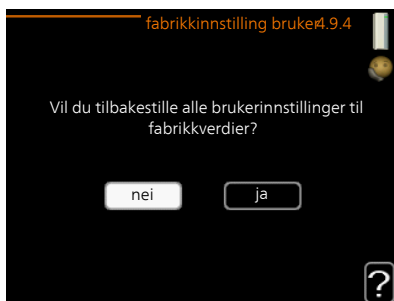 fabrikkinnstilling bruker4.9.4
Vil du tilbakestille alle brukerinnstillinger til
fabrikkverdier?
nei
ja
?